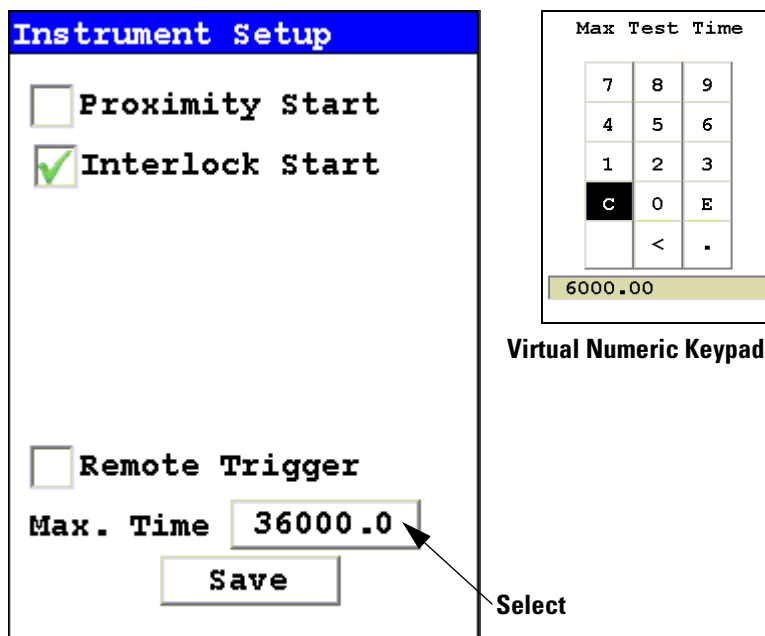 Instrument Setup
Proximity Start
Interlock Start
Remote Trigger
Max. Time 36000.0
Save
Select
Max Test Time
7 8 9
4 5 6
1 2 3
C 0 E
< .
6000.00
Virtual Numeric Keypad